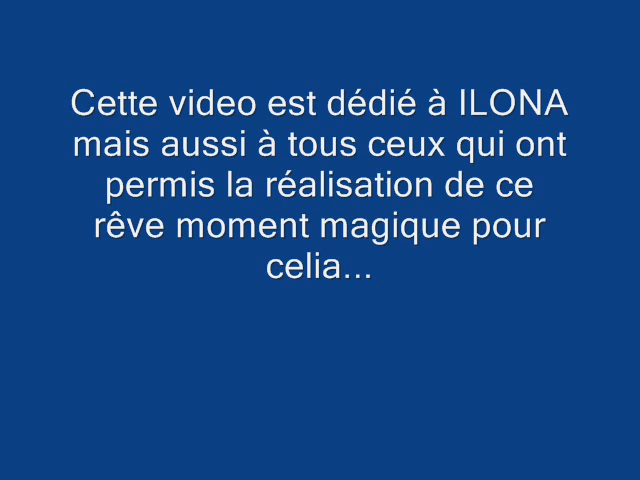 Cette video est dédié à ILONA
mais aussi à tous ceux qui ont
permis la réalisation de ce
rêve moment magique pour
celia...